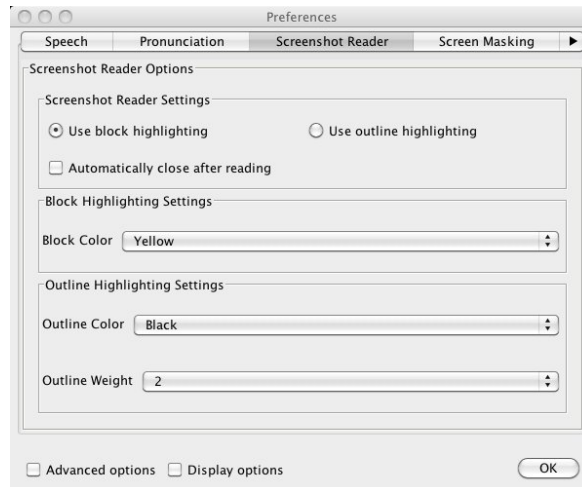 Preferences
Speech Pronunciation Screenshot Reader Screen Masking
Screenshot Reader Options
Screenshot Reader Settings
Use block highlighting Use outline highlighting
Automatically close after reading
Block Highlighting Settings
Block Color Yellow
Outline Highlighting Settings
Outline Color Black
Outline Weight 2
Advanced options Display options OK